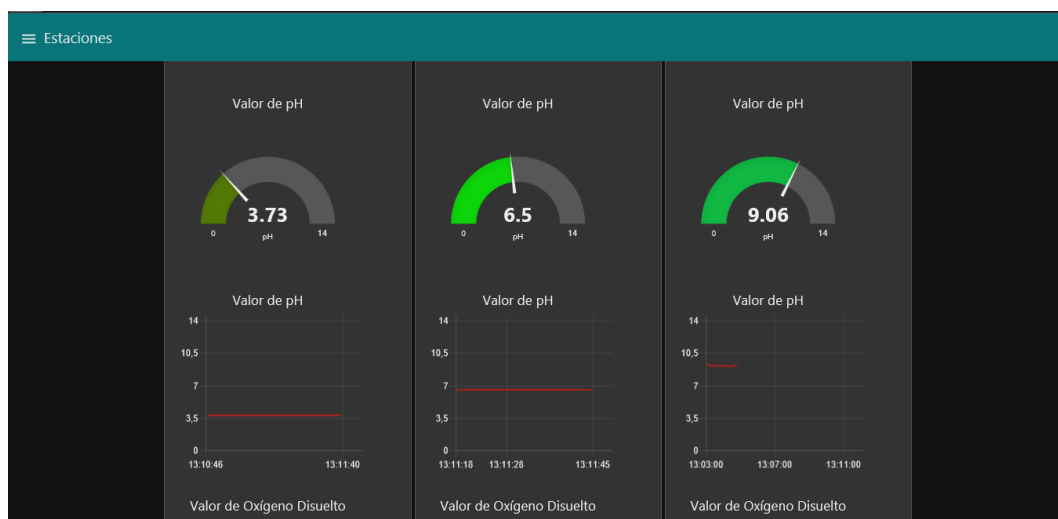 Estaciones
Valor de pH
3.73
0
pH
14
Valor de pH
14
10,5
7
3,5
0
13:10:46
13:11:40
Valor de Oxígeno Disuelto
Valor de pH
6.5
0
pH
14
Valor de pH
14
10,5
7
3,5
0
13:11:18
13:11:28
13:11:45
Valor de Oxígeno Disuelto
Valor de pH
9.06
0
pH
14
Valor de pH
14
10,5
7
3,5
0
13:03:00
13:07:00
13:11:00
Valor de Oxígeno Disuelto